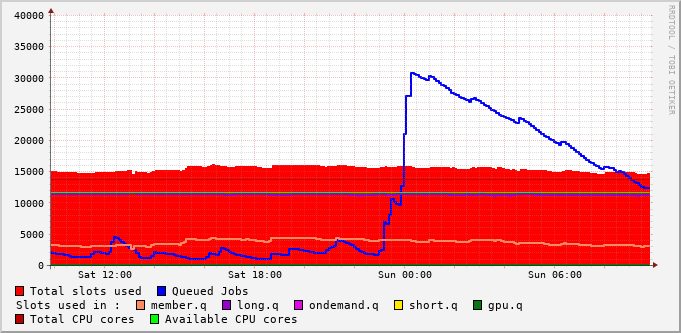 40000
35000
30000
25000
20000
15000
10000
5000
0
Sat 12:00 Sat 18:00 Sun 00:00 Sun 06:00
RRDTOOL / TOBI OETIKER
Total slots used Queued Jobs
Slots used in : member.q long.q ondemand.q short.q gpu.q
Total CPU cores Available CPU cores